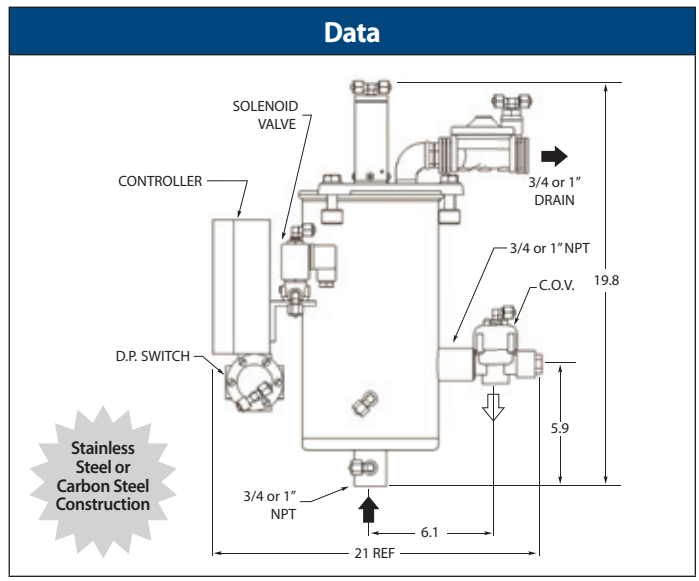 Data
SOLENOID
VALVE
CONTROLLER
3/4 or 1”
DRAIN
3/4 or 1” NPT
C.O.V.
19.8
D.P. SWITCH
5.9
Stainless
Steel or
Carbon Steel
Construction
3/4 or 1”
NPT
6.1
21 REF